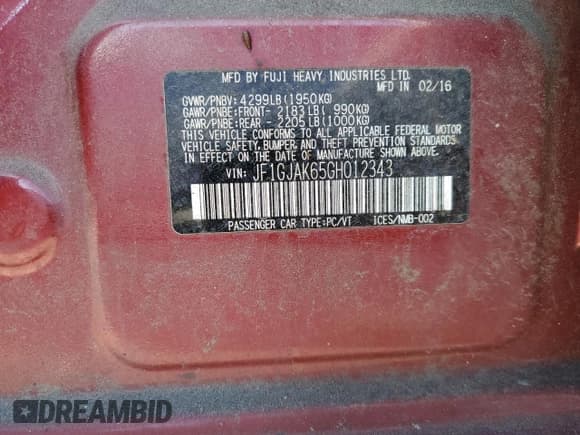 MFD BY FUJI HEAVY INDUSTRIES LTD.
MFD IN 02/16
GVWR/PNBV: 4299LB(1950KG)
GAWR/PNBE:FRONT- 2183LB( 990KG)
GAWR/PNBE:REAR - 2205LB(1000KG)
THIS VEHICLE CONFORMS TO ALL APPLICABLE FEDERAL MOTOR
VEHICLE SAFETY, BUMPER, AND THEFT PREVENTION STANDARDS
IN EFFECT ON THE DATE OF MANUFACTURE SHOWN ABOVE.
VIN: JF1GJAK65GH012343
PASSENGER CAR TYPE:PC/VT ICES/NMB-002
DREAMBID